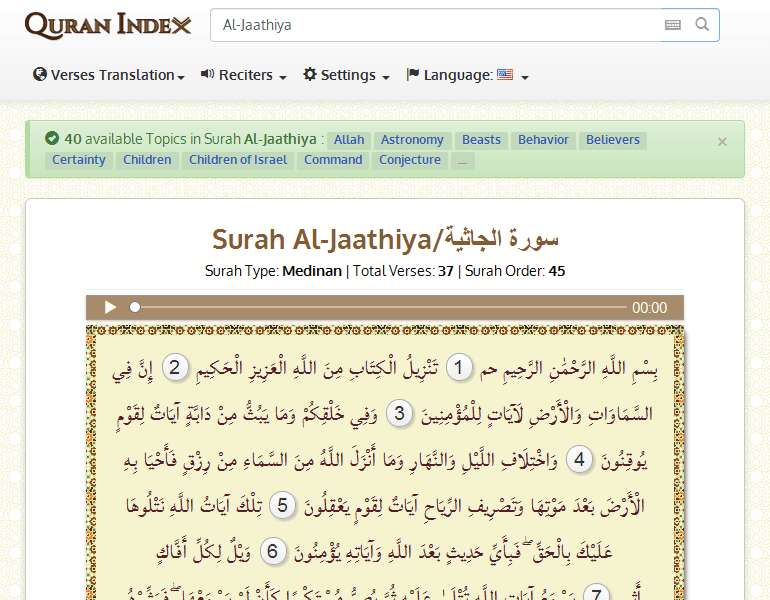 QURAN INDEX
Al-Jaathiya
Verses Translation Reciters Settings Language:
40 available Topics in Surah Al-Jaathiya : Allah Astronomy Beasts Behavior Believers ×
Certainty Children Children of Israel Command Conjecture ...
Surah Al-Jaathiya/سورة الجاثية
Surah Type: Medinan | Total Verses: 37 | Surah Order: 45
00:00
بِسْمِ اللَّهِ الرَّحْمَٰنِ الرَّحِيمِ حم 1 تَنْزِيلُ الْكِتَابِ مِنَ اللَّهِ الْعَزِيزِ الْحَكِيمِ 2 إِنَّ فِي
السَّمَاوَاتِ وَالْأَرْضِ لَآيَاتٍ لِلْمُؤْمِنِينَ 3 وَفِي خَلْقِكُمْ وَمَا يَبُثُّ مِنْ دَابَّةٍ آيَاتٌ لِقَوْمٍ
يُوقِنُونَ 4 وَاخْتِلَافِ اللَّيْلِ وَالنَّهَارِ وَمَا أَنْزَلَ اللَّهُ مِنَ السَّمَاءِ مِنْ رِزْقٍ فَأَحْيَا بِهِ
الْأَرْضَ بَعْدَ مَوْتِهَا وَتَصْرِيفِ الرِّيَاحِ آيَاتٌ لِقَوْمٍ يَعْقِلُونَ 5 تِلْكَ آيَاتُ اللَّهِ نَتْلُوهَا
عَلَيْكَ بِالْحَقِّ ۖ فَبِأَيِّ حَدِيثٍ بَعْدَ اللَّهِ وَآيَاتِهِ يُؤْمِنُونَ 6 وَيْلٌ لِكُلِّ أَفَّاكٍ
7